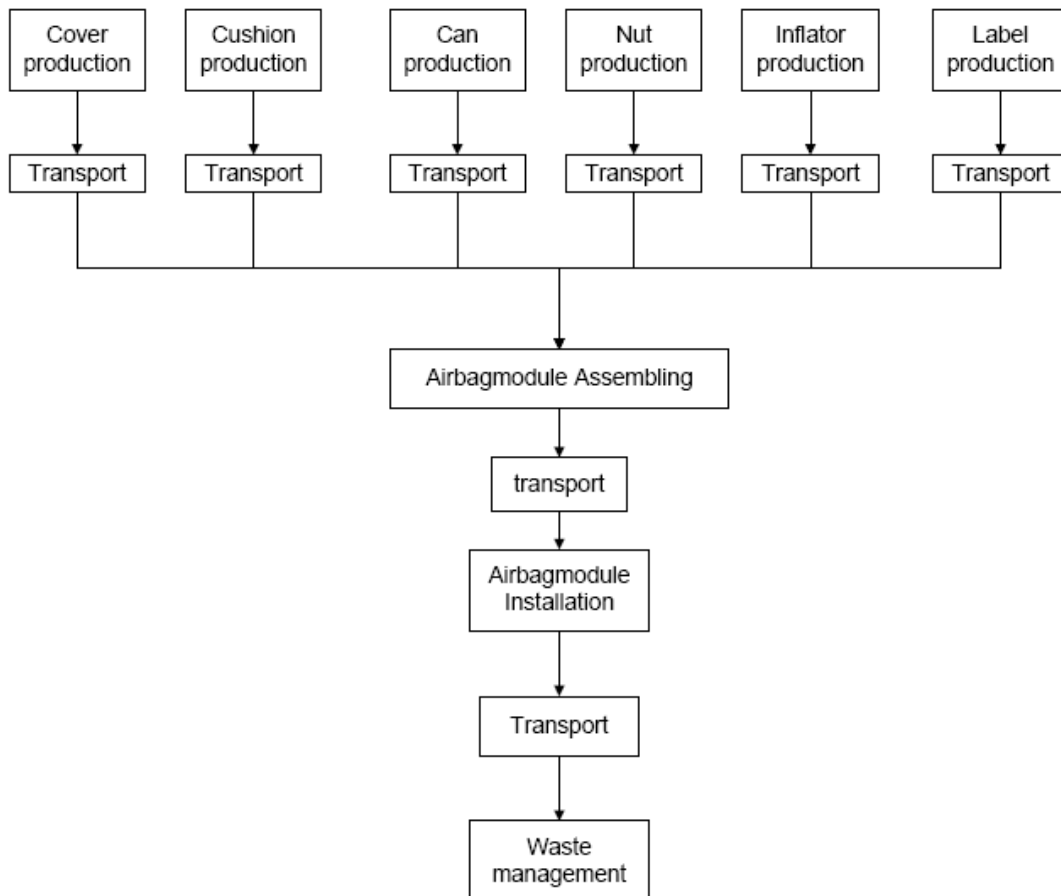 Cover
production
Cushion
production
Can
production
Nut
production
Inflator
production
Label
production
Transport
Transport
Transport
Transport
Transport
Transport
Airbagmodule Assembling
transport
Airbagmodule
Installation
Transport
Waste
management